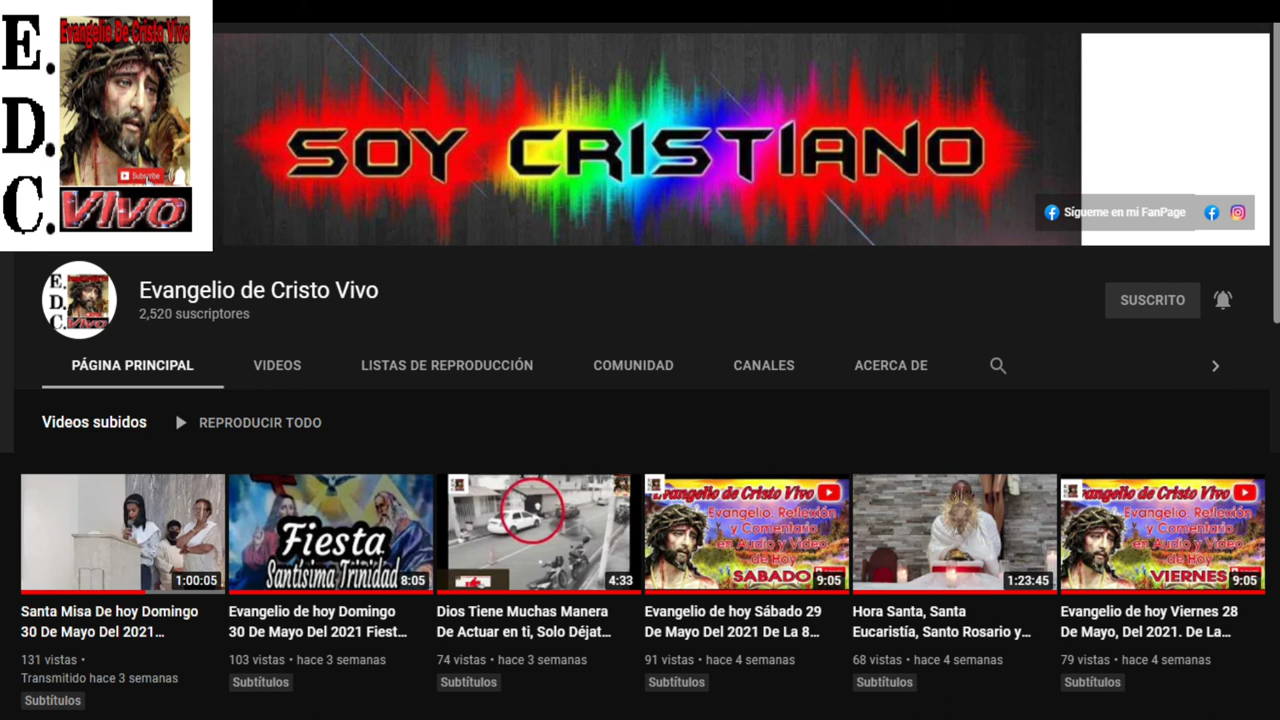 E.
D.
C.
Evangelio De Cristo Vivo
Subscribe
Vivo
SOY CRISTIANO
Sígueme en mi FanPage
E.
D.
C.
Vivo
Evangelio de Cristo Vivo
2,520 suscriptores
SUSCRITO
PÁGINA PRINCIPAL VIDEOS LISTAS DE REPRODUCCIÓN COMUNIDAD CANALES ACERCA DE
Videos subidos REPRODUCIR TODO
1:00:05
Santa Misa De hoy Domingo
30 De Mayo Del 2021...
131 vistas •
Transmitido hace 3 semanas
Subtítulos
Fiesta
Santísima Trinidad
8:05
Evangelio de hoy Domingo
30 De Mayo Del 2021 Fiest...
103 vistas • hace 3 semanas
Subtítulos
4:33
Dios Tiene Muchas Manera
De Actuar en ti, Solo Déjat...
74 vistas • hace 3 semanas
Subtítulos
Evangelio de Cristo Vivo
Evangelio, Reflexión
y Comentario
en Audio y Video
de Hoy
SABADO
9:05
Evangelio de hoy Sábado 29
De Mayo Del 2021 De La 8...
91 vistas • hace 4 semanas
Subtítulos
1:23:45
Hora Santa, Santa
Eucaristía, Santo Rosario y...
68 vistas • hace 4 semanas
Subtítulos
Evangelio de Cristo Vivo
Evangelio, Reflexión
y Comentario
en Audio y Video
de Hoy
VIERNES
9:05
Evangelio de hoy Viernes 28
De Mayo, Del 2021. De La...
79 vistas • hace 4 semanas
Subtítulos